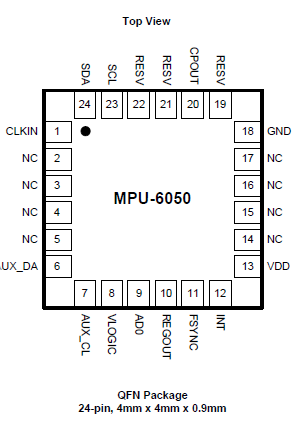 Top View
SDA
SCL
RESV
RESV
CPOUT
RESV
24 23 22 21 20 19
CLKIN 1
NC 2
NC 3
NC 4
NC 5
UX_DA 6
MPU-6050
18 GND
17 NC
16 NC
15 NC
14 NC
13 VDD
7 8 9 10 11 12
AUX_CL
VLOGIC
AD0
REGOUT
FSYNC
INT
QFN Package
24-pin, 4mm x 4mm x 0.9mm